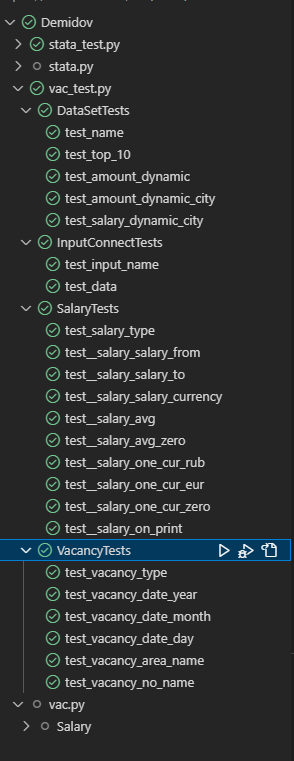 Demidov
stata_test.py
stata.py
vac_test.py
DataSetTests
test_name
test_top_10
test_amount_dynamic
test_amount_dynamic_city
test_salary_dynamic_city
InputConnectTests
test_input_name
test_data
SalaryTests
test_salary_type
test__salary_salary_from
test__salary_salary_to
test__salary_salary_currency
test__salary_avg
test__salary_avg_zero
test__salary_one_cur_rub
test__salary_one_cur_eur
test__salary_one_cur_zero
test__salary_on_print
VacancyTests
test_vacancy_type
test_vacancy_date_year
test_vacancy_date_month
test_vacancy_date_day
test_vacancy_area_name
test_vacancy_no_name
vac.py
Salary